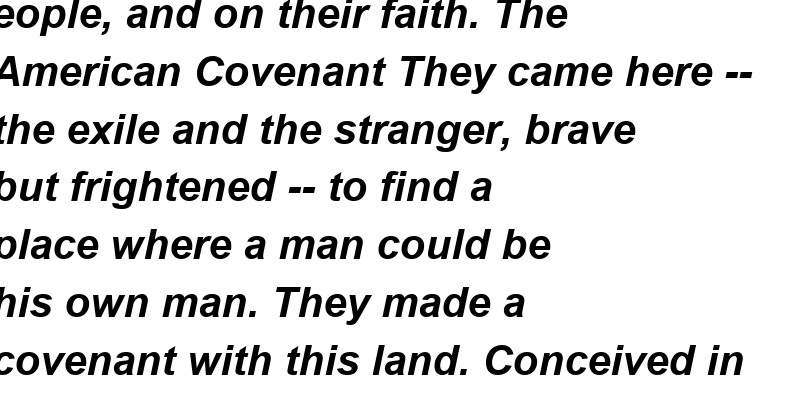 eople, and on their faith. The
American Covenant They came here --
the exile and the stranger, brave
but frightened -- to find a
place where a man could be
his own man. They made a
covenant with this land. Conceived in